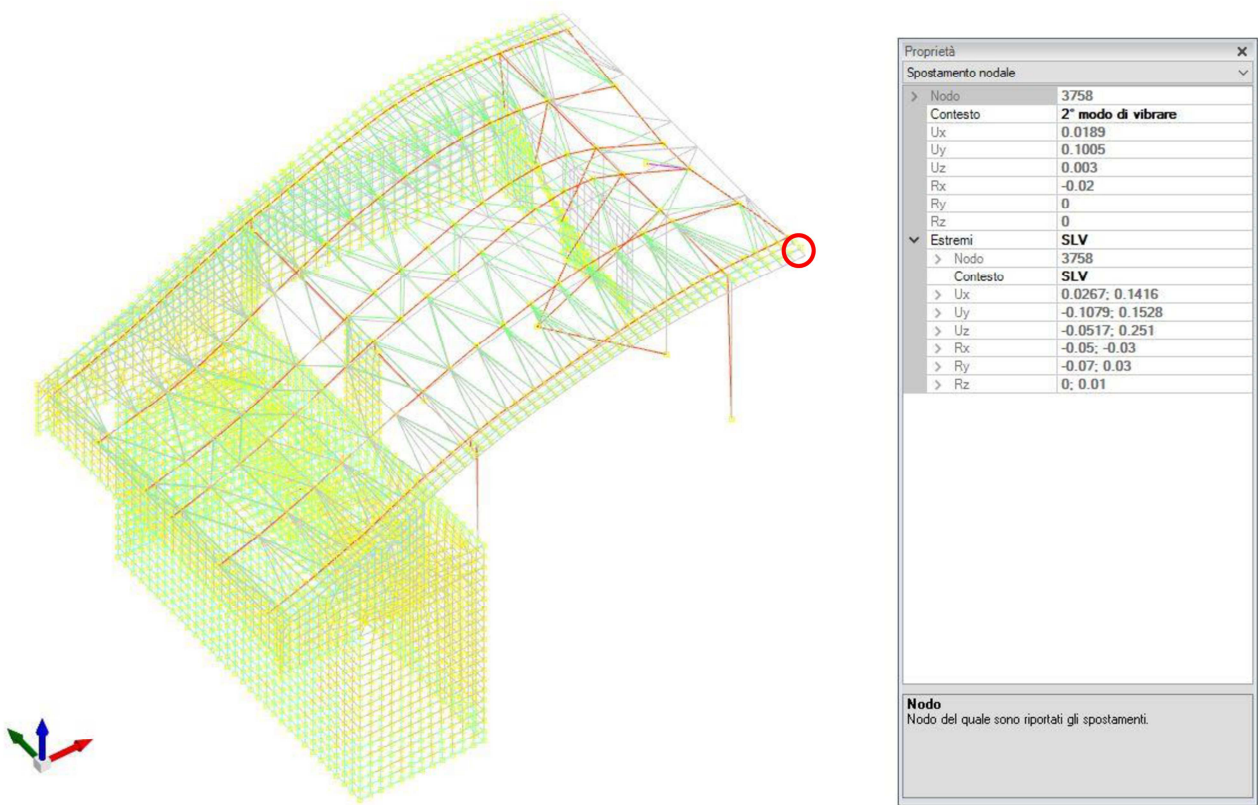 Proprietà
Spostamento nodale
Nodo 3758
Contesto 2° modo di vibrare
Ux 0.0189
Uy 0.1005
Uz 0.003
Rx -0.02
Ry 0
Rz 0
Estremi SLV
Nodo 3758
Contesto SLV
Ux 0.0267; 0.1416
Uy -0.1079; 0.1528
Uz -0.0517; 0.251
Rx -0.05; -0.03
Ry -0.07; 0.03
Rz 0; 0.01
Nodo
Nodo del quale sono riportati gli spostamenti.